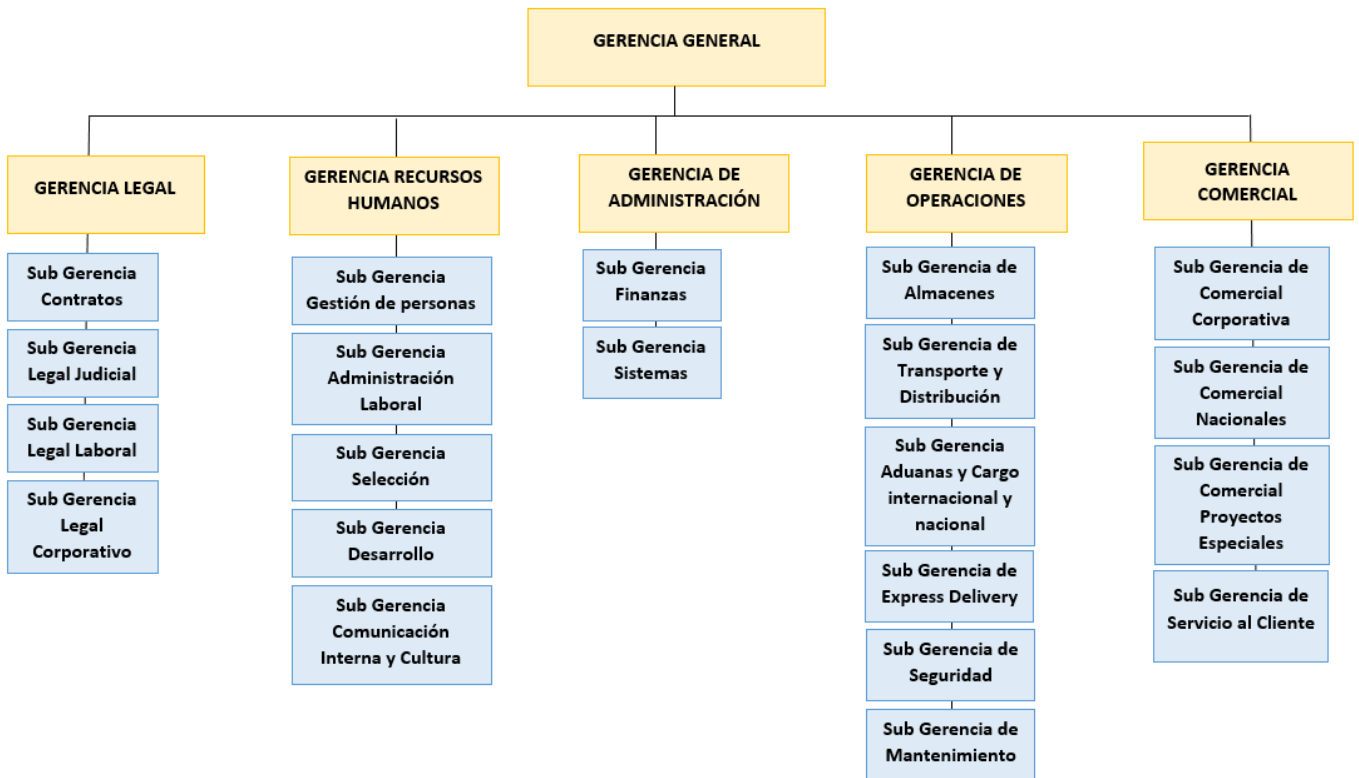 GERENCIA GENERAL
GERENCIA LEGAL
Sub Gerencia
Contratos
Sub Gerencia
Legal Judicial
Sub Gerencia
Legal Laboral
Sub Gerencia
Legal
Corporativo
GERENCIA RECURSOS
HUMANOS
Sub Gerencia
Gestión de personas
Sub Gerencia
Administración
Laboral
Sub Gerencia
Selección
Sub Gerencia
Desarrollo
Sub Gerencia
Comunicación
Interna y Cultura
GERENCIA DE
ADMINISTRACIÓN
Sub Gerencia
Finanzas
Sub Gerencia
Sistemas
GERENCIA DE
OPERACIONES
Sub Gerencia de
Almacenes
Sub Gerencia de
Transporte y
Distribución
Sub Gerencia
Aduanas y Cargo
internacional y
nacional
Sub Gerencia de
Express Delivery
Sub Gerencia de
Seguridad
Sub Gerencia de
Mantenimiento
GERENCIA
COMERCIAL
Sub Gerencia de
Comercial
Corporativa
Sub Gerencia de
Comercial
Nacionales
Sub Gerencia de
Comercial
Proyectos
Especiales
Sub Gerencia de
Servicio al Cliente